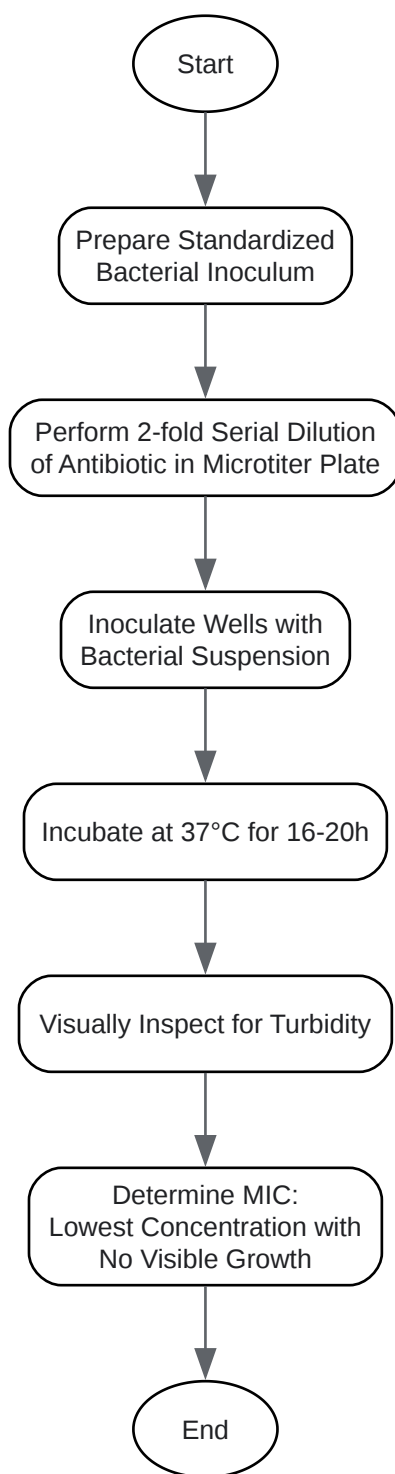 Start
Prepare Standardized
Bacterial Inoculum
Perform 2-fold Serial Dilution
of Antibiotic in Microtiter Plate
Inoculate Wells with
Bacterial Suspension
Incubate at 37°C for 16-20h
Visually Inspect for Turbidity
Determine MIC:
Lowest Concentration with
No Visible Growth
End